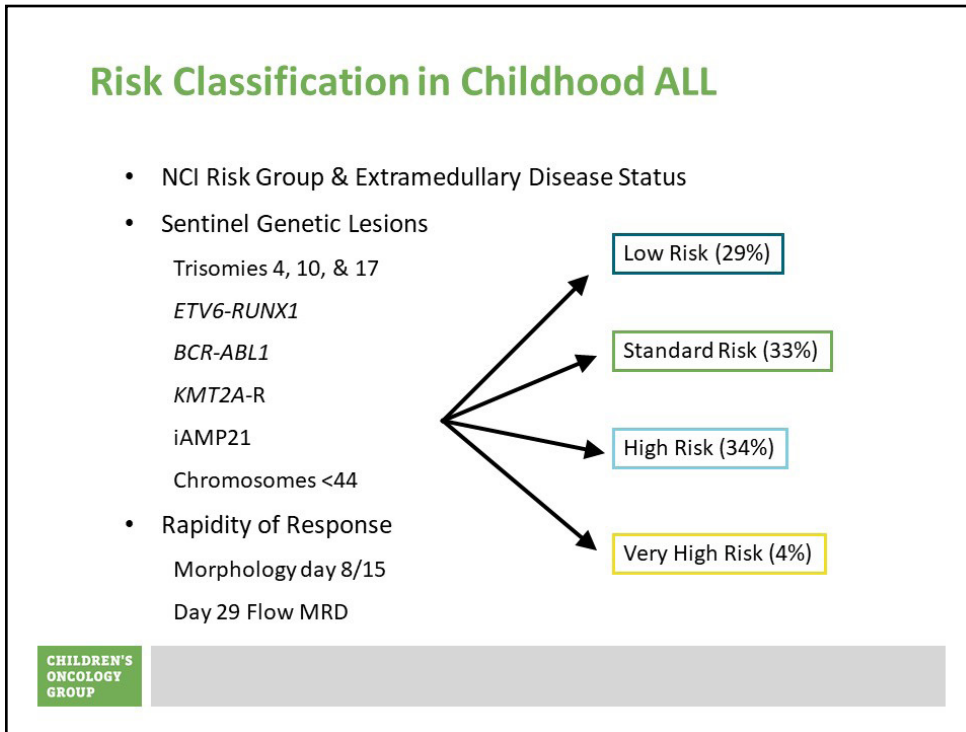 Risk Classification in Childhood ALL
• NCI Risk Group & Extramedullary Disease Status
• Sentinel Genetic Lesions
Trisomies 4, 10, & 17
ETV6-RUNX1
BCR-ABL1
KMT2A-R
iAMP21
Chromosomes <44
• Rapidity of Response
Morphology day 8/15
Day 29 Flow MRD
Low Risk (29%)
Standard Risk (33%)
High Risk (34%)
Very High Risk (4%)
CHILDREN'S
ONCOLOGY
GROUP